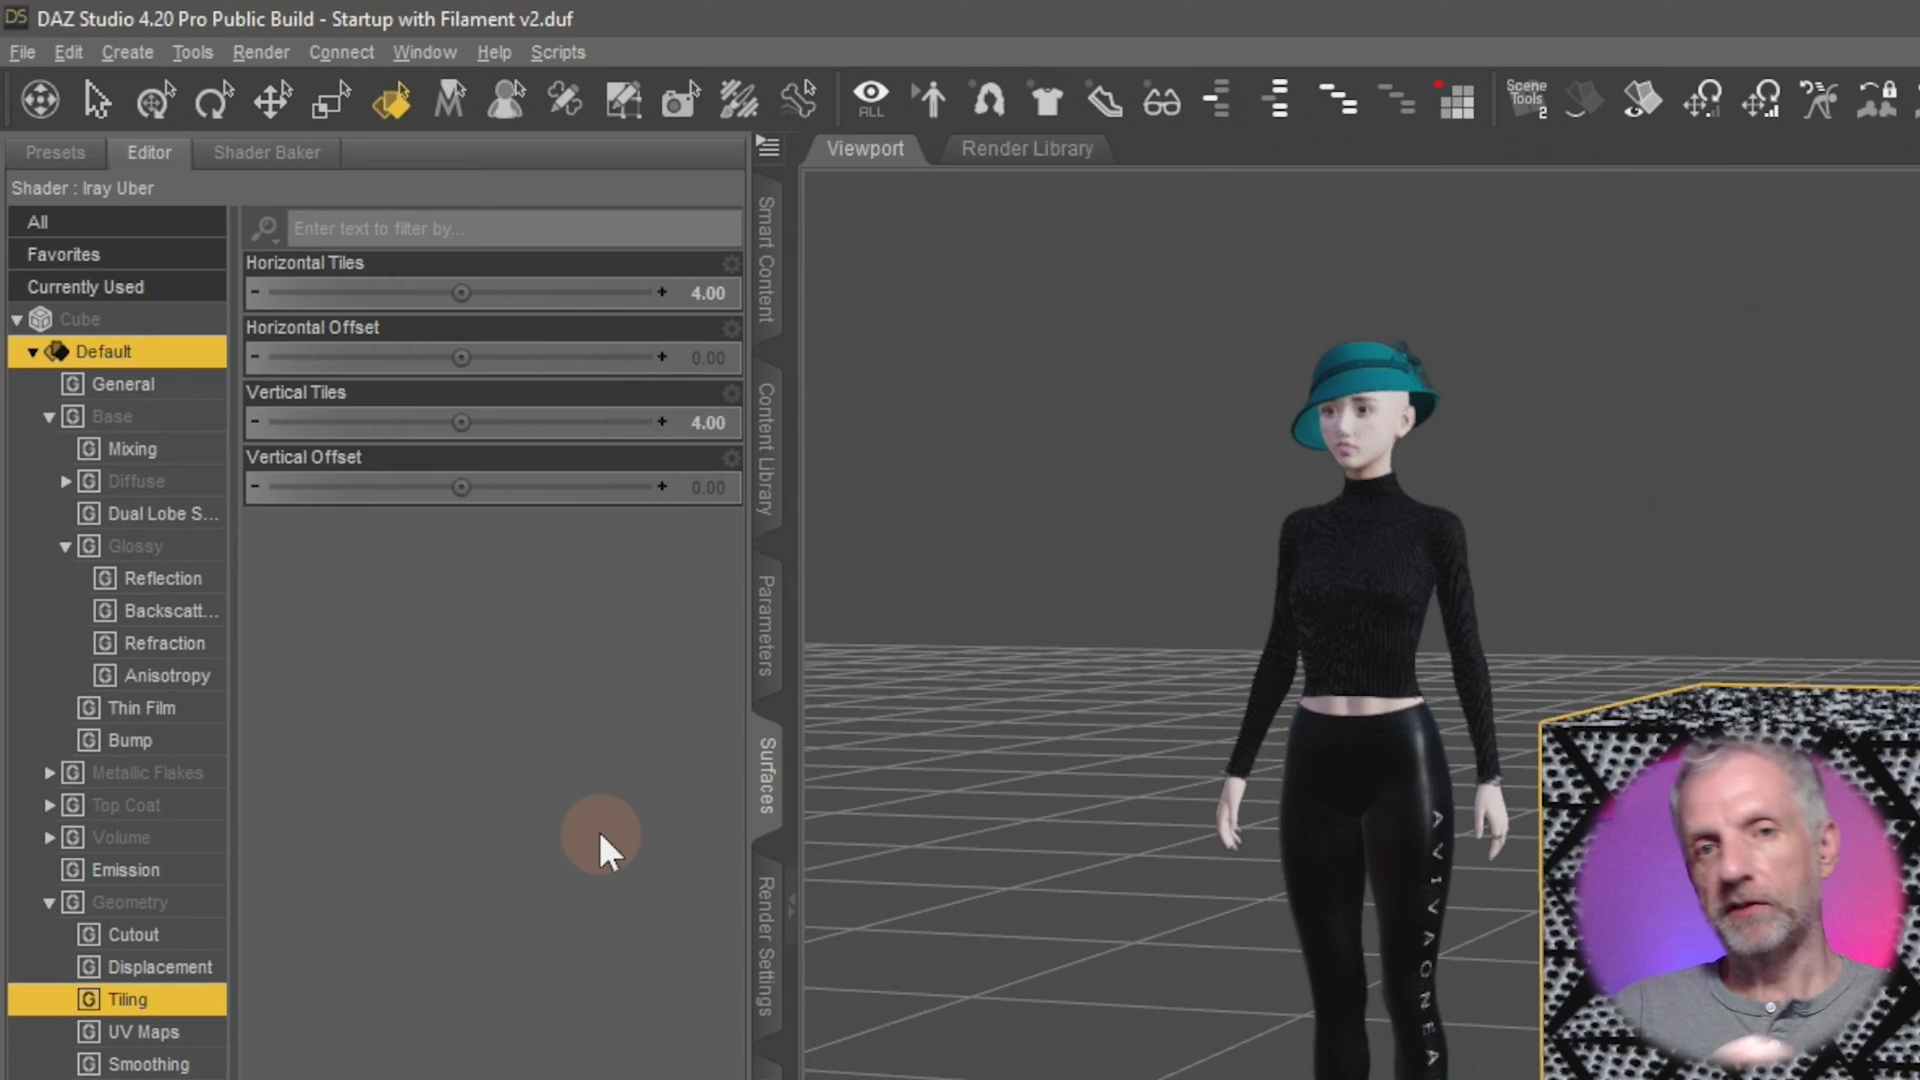 DS DAZ Studio 4.20 Pro Public Build - Startup with Filament v2.duf
File Edit Create Tools Render Connect Window Help Scripts
ALL
Scene
Tools
2
Presets Editor Shader Baker
Viewport Render Library
Shader : Iray Uber
All
Favorites
Currently Used
Cube
Default
G General
G Base
G Mixing
G Diffuse
G Dual Lobe S...
G Glossy
G Reflection
G Backscatt...
G Refraction
G Anisotropy
G Thin Film
G Bump
G Metallic Flakes
G Top Coat
G Volume
G Emission
G Geometry
G Cutout
G Displacement
G Tiling
G UV Maps
G Smoothing
Enter text to filter by...
Horizontal Tiles
- + 4.00
Horizontal Offset
- + 0.00
Vertical Tiles
- + 4.00
Vertical Offset
- + 0.00
Smart Content
Content Library
Parameters
Surfaces
Render Settings